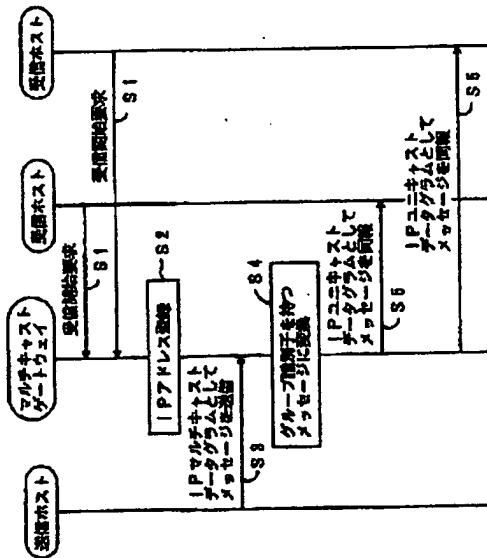 送信ホスト
マルチキャスト
ゲートウェイ
受信ホスト
受信ホスト
受信開始要求
S1
受信開始要求
S1
IPアドレス登録
S2
IPマルチキャスト
データグラムとして
メッセージを送信
S3
グループ識別子を持つ
メッセージに変換
S4
IPユニキャスト
データグラムとして
メッセージを同報
S5
IPユニキャスト
データグラムとして
メッセージを同報
S5